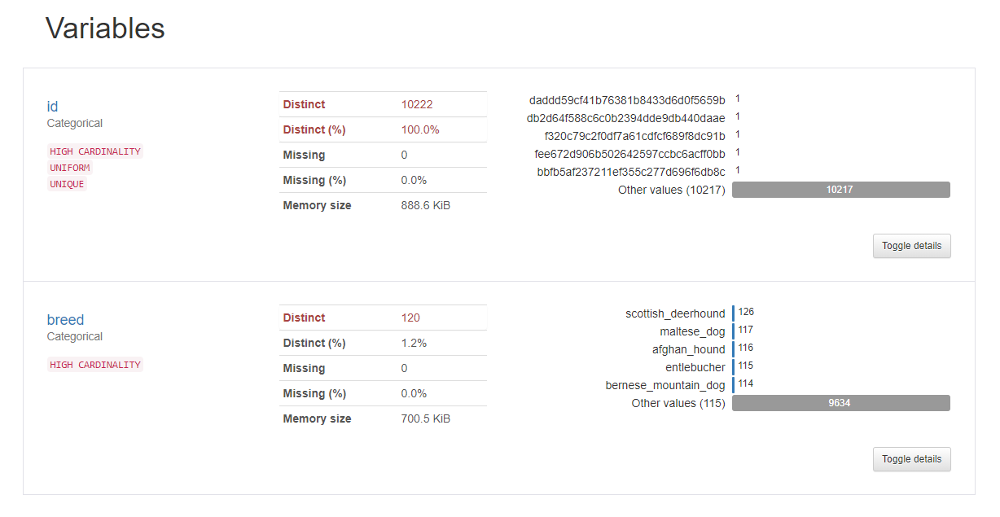 Variables
id
Categorical
HIGH CARDINALITY
UNIFORM
UNIQUE
Distinct 10222
Distinct (%) 100.0%
Missing 0
Missing (%) 0.0%
Memory size 888.6 KiB
daddd59cf41b76381b8433d6d0f5659b 1
db2d64f588c6c0b2394dde9db440daae 1
f320c79c2f0df7a61cdfcf689f8dc91b 1
fee672d906b502642597ccbc6acff0bb 1
bbfb5af237211ef355c277d696f6db8c 1
Other values (10217) 10217
Toggle details
breed
Categorical
HIGH CARDINALITY
Distinct 120
Distinct (%) 1.2%
Missing 0
Missing (%) 0.0%
Memory size 700.5 KiB
scottish_deerhound 126
maltese_dog 117
afghan_hound 116
entlebucher 115
bernese_mountain_dog 114
Other values (115) 9634
Toggle details